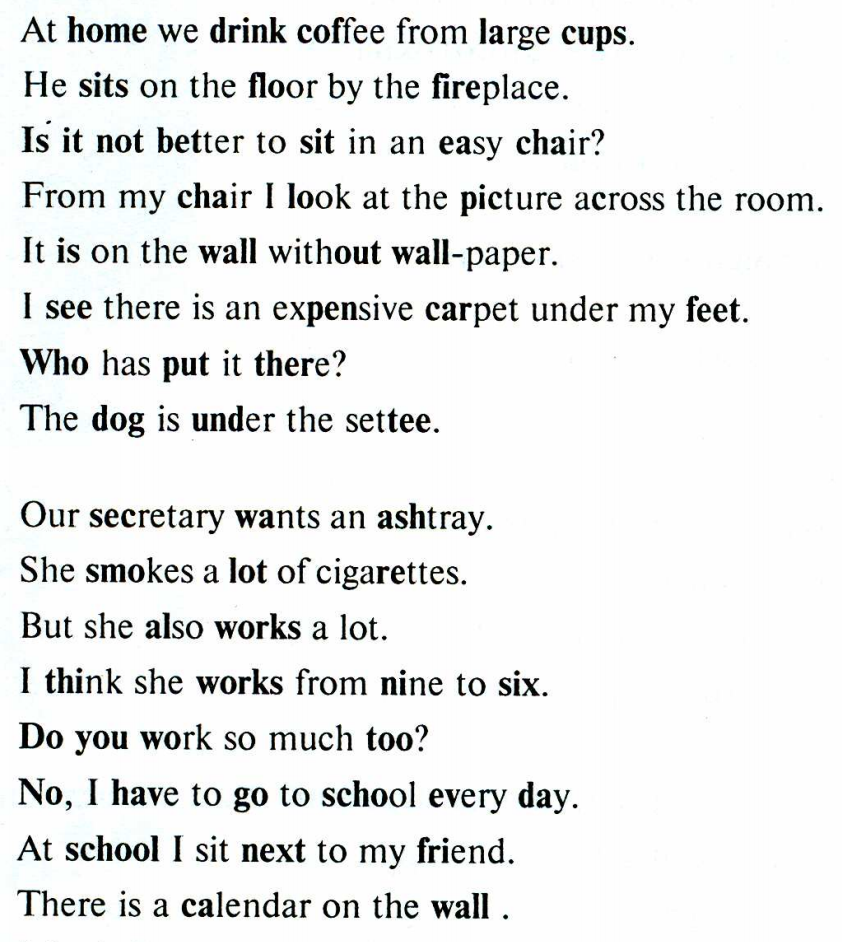 At home we drink coffee from large cups.
He sits on the floor by the fireplace.
Is it not better to sit in an easy chair?
From my chair I look at the picture across the room.
It is on the wall without wall-paper.
I see there is an expensive carpet under my feet.
Who has put it there?
The dog is under the settee.
Our secretary wants an ashtray.
She smokes a lot of cigarettes.
But she also works a lot.
I think she works from nine to six.
Do you work so much too?
No, I have to go to school every day.
At school I sit next to my friend.
There is a calendar on the wall .